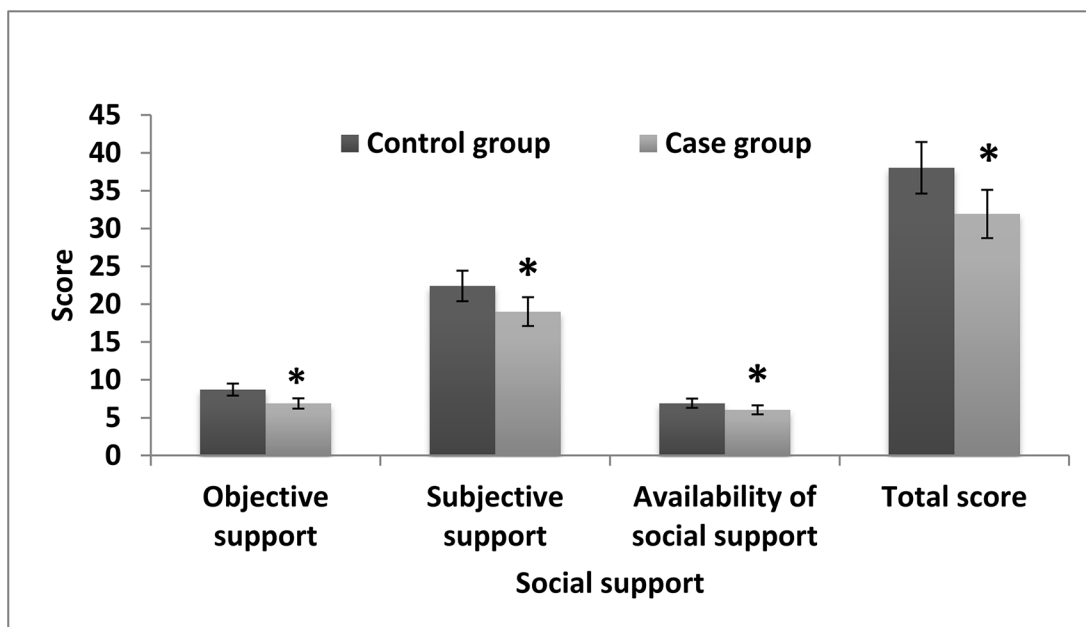 45
40
35
30
25
20
15
10
5
0
Score
Control group
Case group
*
*
*
*
Objective
support
Subjective
support
Availability of
social support
Total score
Social support